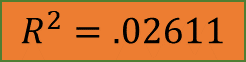 R² = .02611